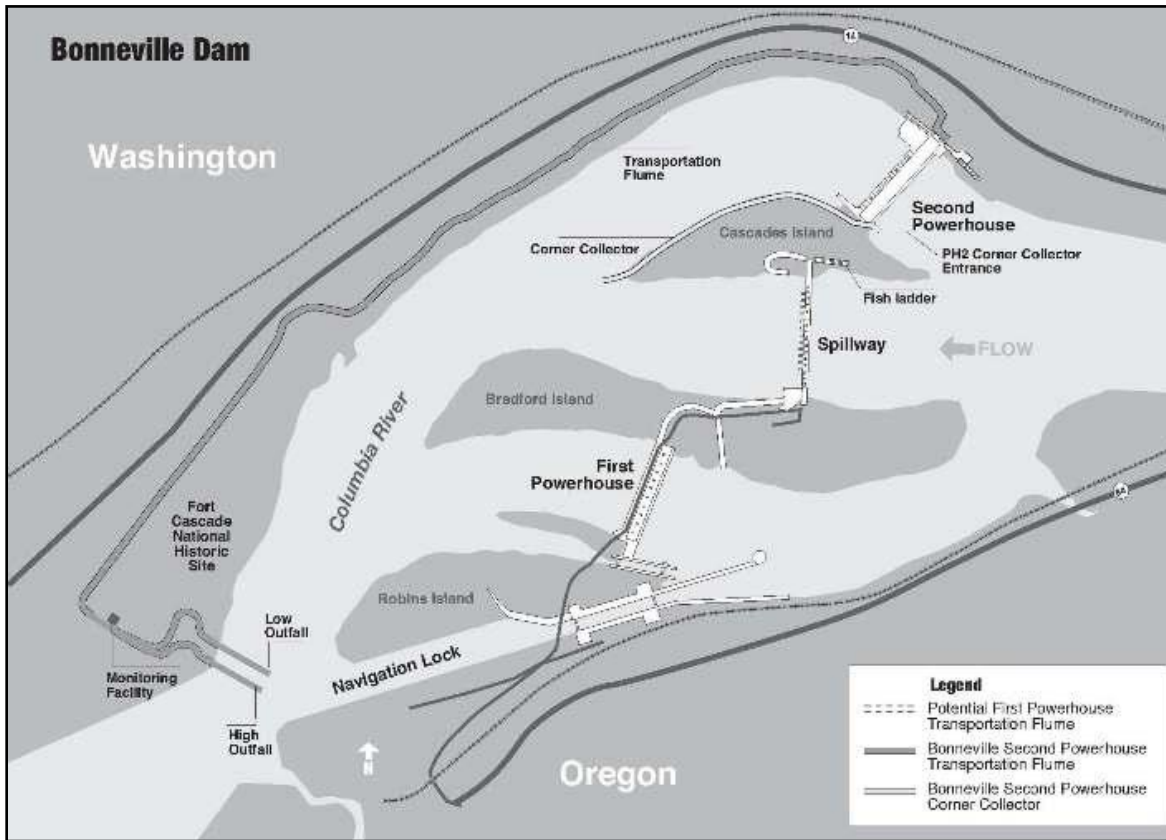 Bonneville Dam
14
Washington
Transportation
Flume
Second
Powerhouse
Corner Collector
Cascades Island
PH2 Corner Collector
Entrance
Fish ladder
Spillway
FLOW
Bradford Island
Columbia River
First
Powerhouse
84
Fort
Cascade
National
Historic
Site
Robins Island
Low
Outfall
Navigation Lock
Monitoring
Facility
High
Outfall
N
Oregon
Legend
Potential First Powerhouse
Transportation Flume
Bonneville Second Powerhouse
Transportation Flume
Bonneville Second Powerhouse
Corner Collector